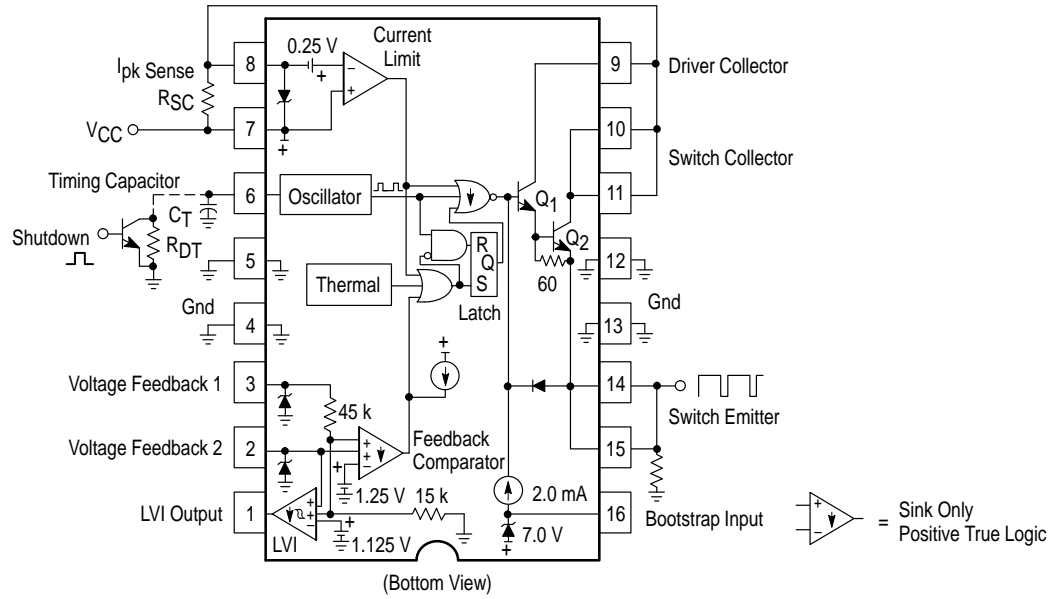 Current
Limit
0.25 V
Ipk Sense
RSC
VCC
8
7
Timing Capacitor
6
CT
Shutdown
RDT
5
Gnd
4
Voltage Feedback 1
3
Voltage Feedback 2
2
LVI Output
1
Oscillator
Thermal
R
Q
S
Latch
Q1
Q2
60
45 k
Feedback
Comparator
1.25 V
15 k
LVI
1.125 V
2.0 mA
7.0 V
9
Driver Collector
10
Switch Collector
11
12
Gnd
13
14
Switch Emitter
15
16
Bootstrap Input
(Bottom View)
+
−
=
Sink Only
Positive True Logic